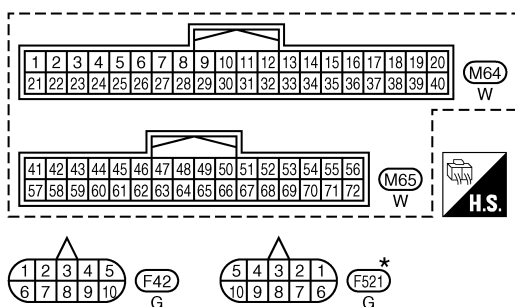 1 2 3 4 5 6 7 8 9 10 11 12 13 14 15 16 17 18 19 20
21 22 23 24 25 26 27 28 29 30 31 32 33 34 35 36 37 38 39 40
M64
W
41 42 43 44 45 46 47 48 49 50 51 52 53 54 55 56
57 58 59 60 61 62 63 64 65 66 67 68 69 70 71 72
M65
W
H.S.
1 2 3 4 5
6 7 8 9 10
F42
G
5 4 3 2 1
10 9 8 7 6
*
F521
G